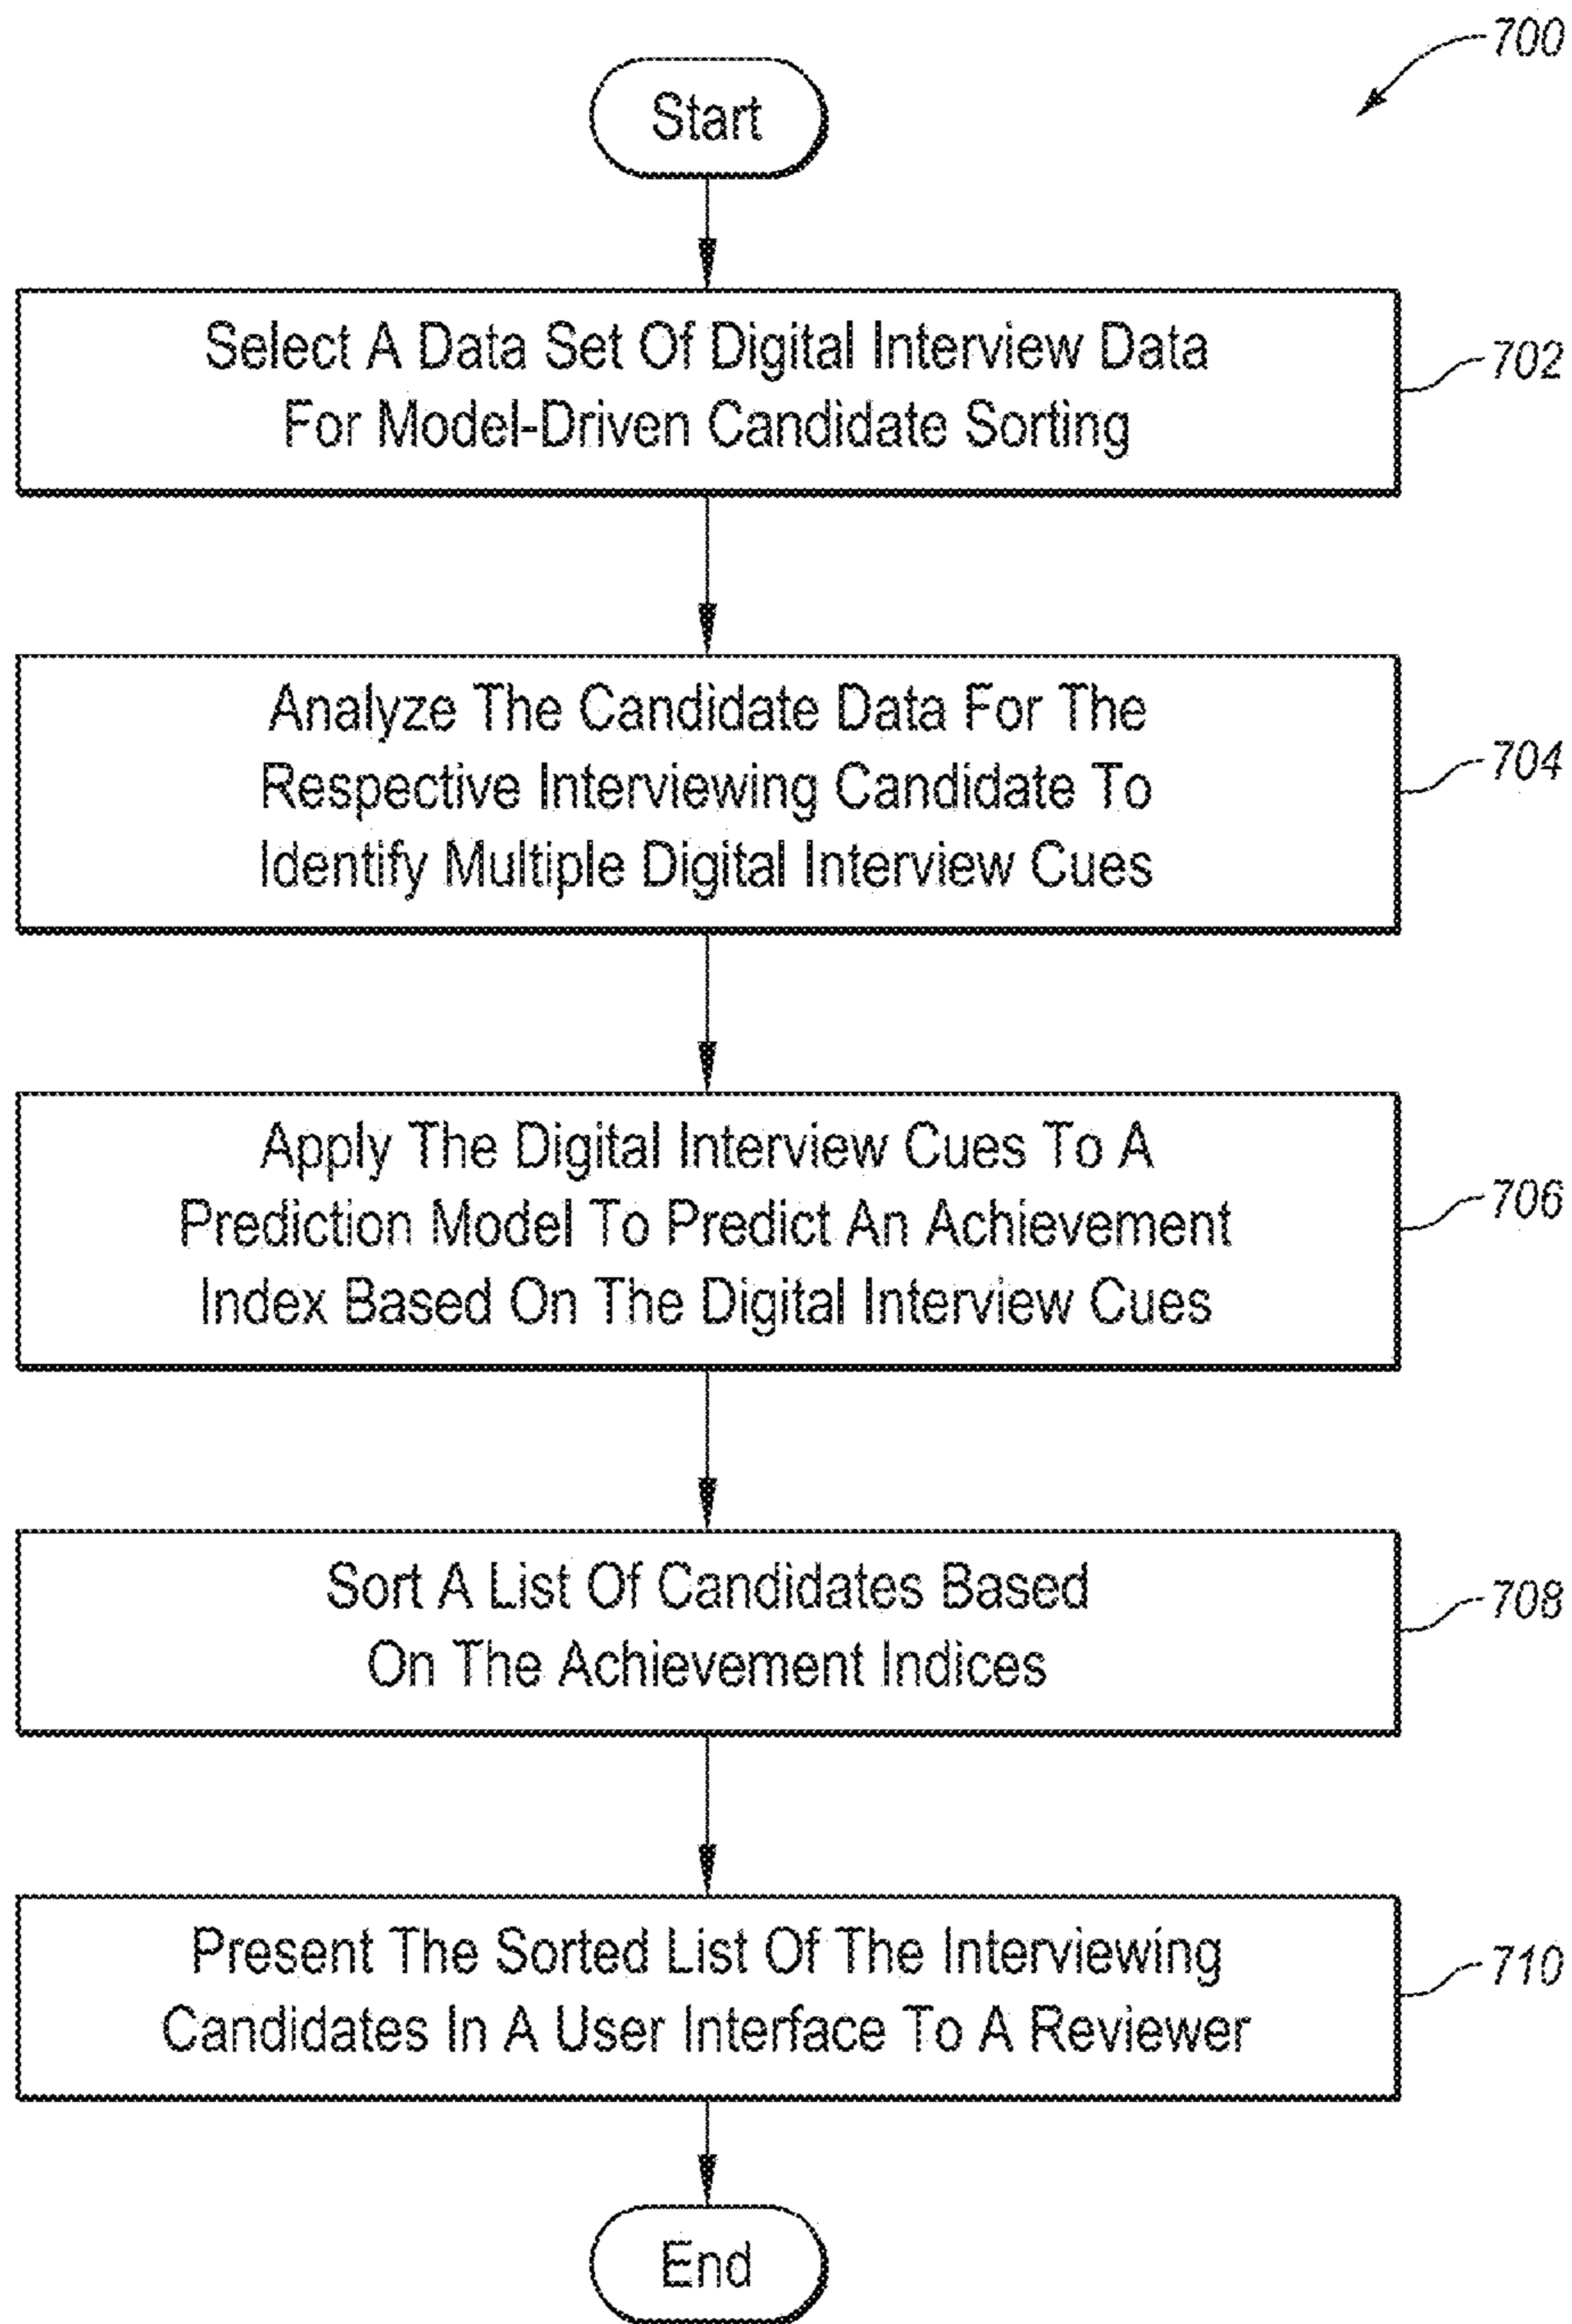 700
Start
Select A Data Set Of Digital Interview Data
For Model-Driven Candidate Sorting
702
Analyze The Candidate Data For The
Respective Interviewing Candidate To
Identify Multiple Digital Interview Cues
704
Apply The Digital Interview Cues To A
Prediction Model To Predict An Achievement
Index Based On The Digital Interview Cues
706
Sort A List Of Candidates Based
On The Achievement Indices
708
Present The Sorted List Of The Interviewing
Candidates In A User Interface To A Reviewer
710
End